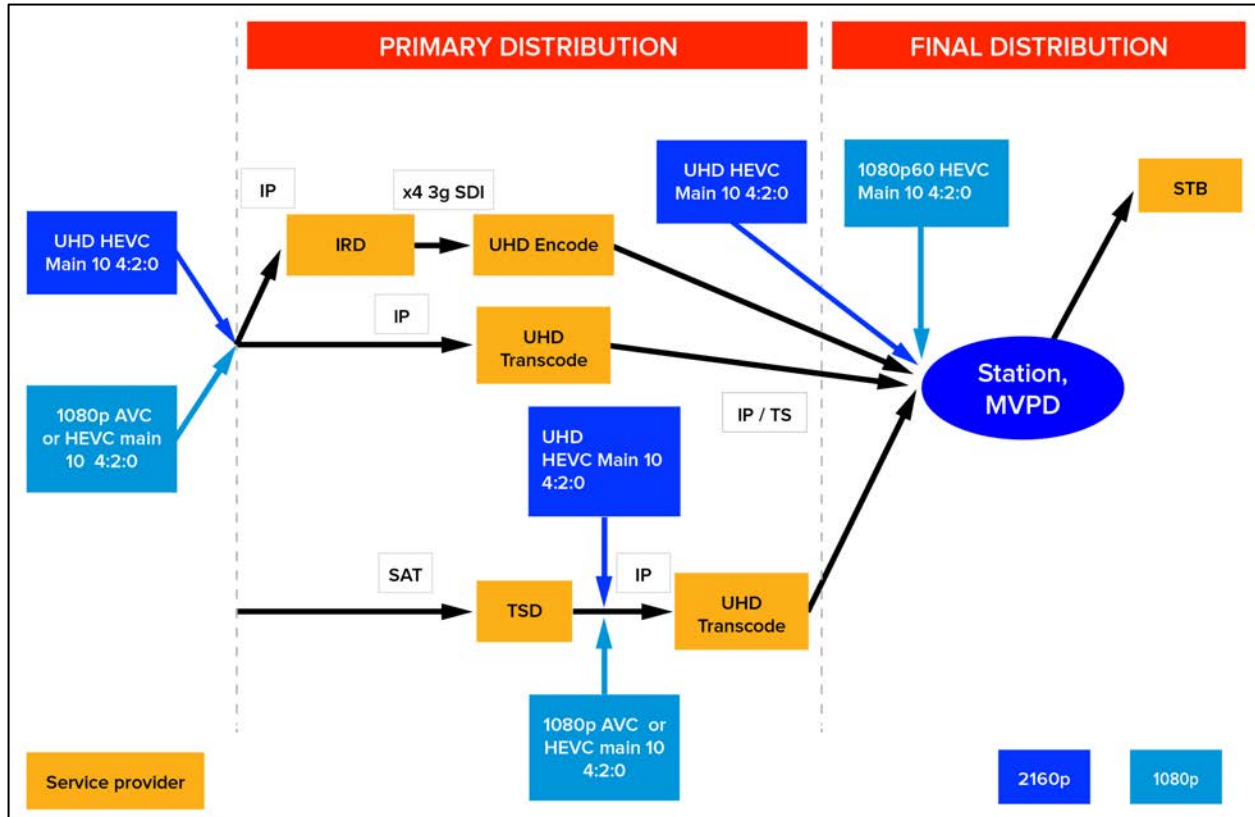 PRIMARY DISTRIBUTION
FINAL DISTRIBUTION
UHD HEVC
Main 10 4:2:0
1080p60 HEVC
Main 10 4:2:0
IP
x4 3g SDI
STB
UHD HEVC
Main 10 4:2:0
IRD
UHD Encode
IP
UHD
Transcode
Station,
MVPD
1080p AVC
or HEVC main
10 4:2:0
IP / TS
UHD
HEVC Main 10
4:2:0
SAT
IP
TSD
UHD
Transcode
1080p AVC or
HEVC main 10
4:2:0
Service provider
2160p
1080p